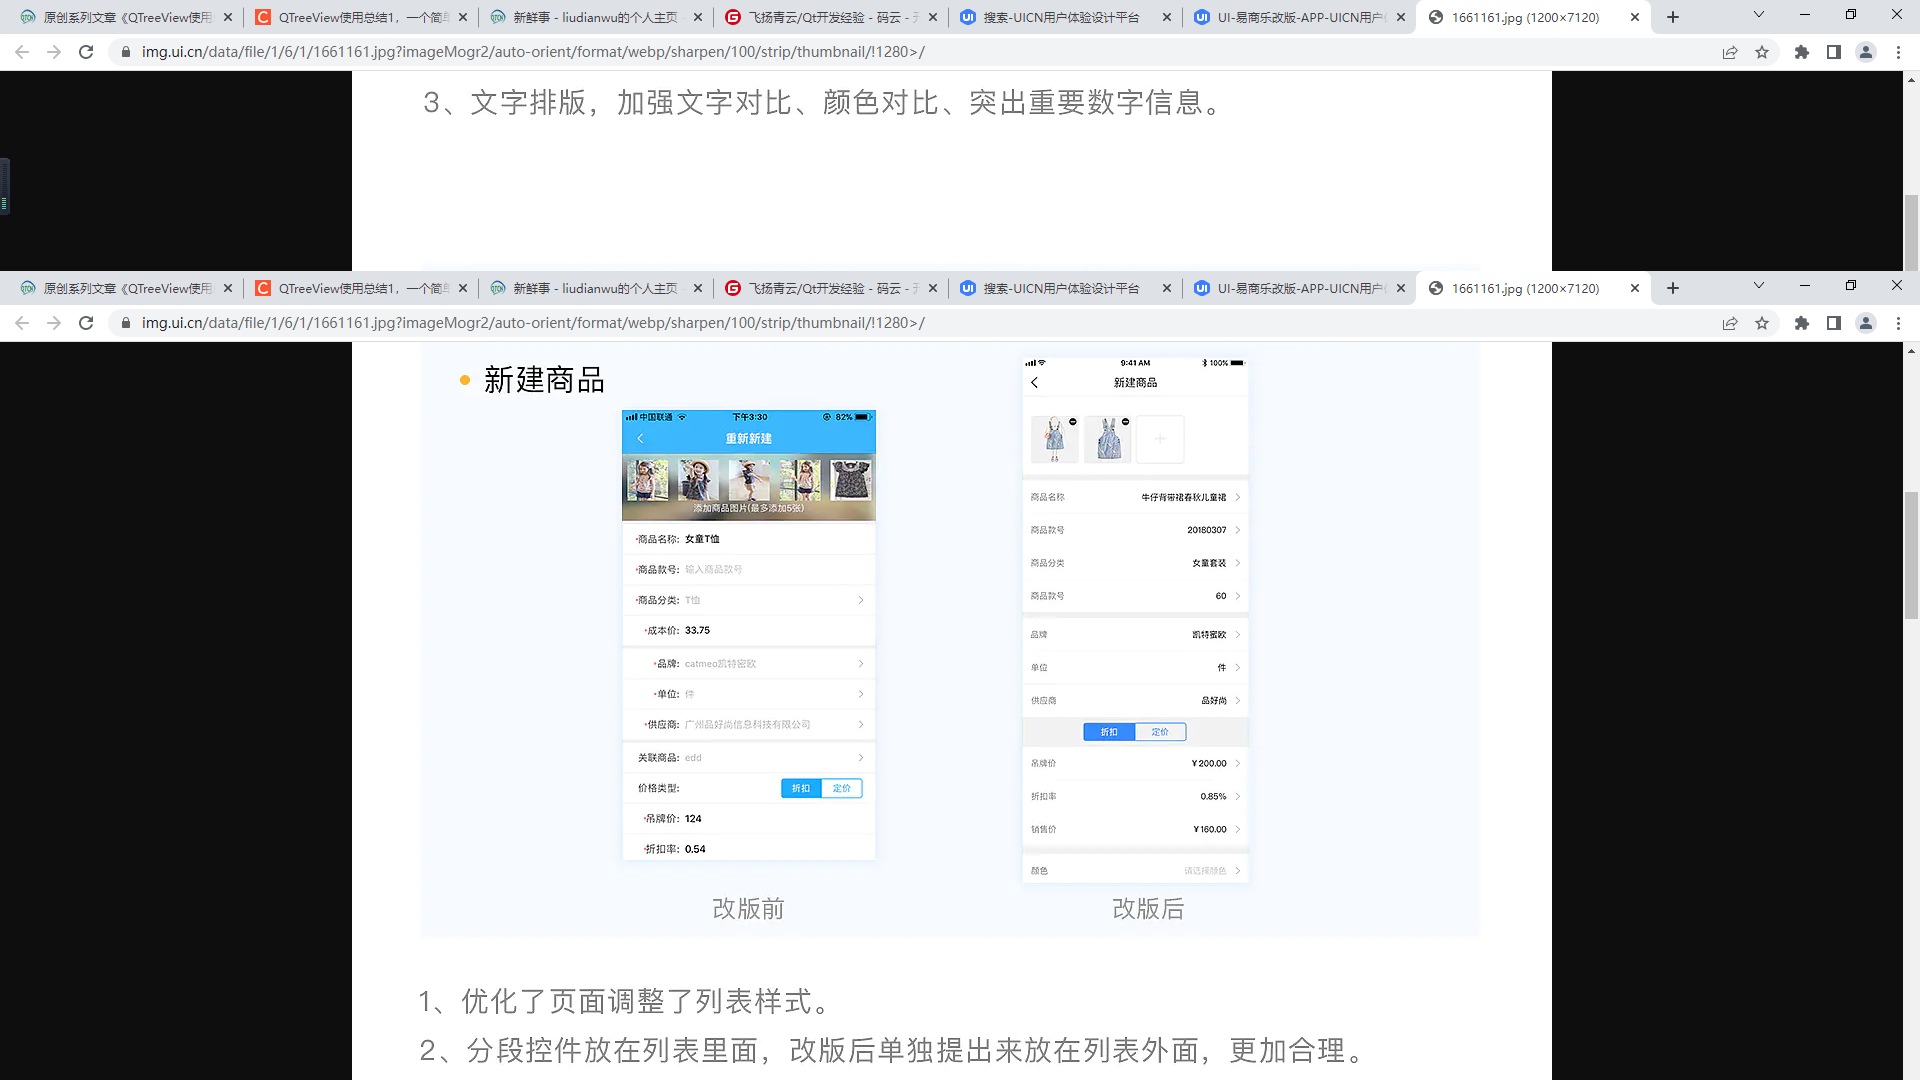 原创系列文章《QTreeView使用
QTreeView使用总结1，一个简单
新鲜事 - liudianwu的个人主页 -
飞扬青云/Qt开发经验 - 码云 - 开
搜索-UICN用户体验设计平台
UI-易商乐改版-APP-UICN用户
1661161.jpg (1200×7120)
img.ui.cn/data/file/1/6/1/1661161.jpg?imageMogr2/auto-orient/format/webp/sharpen/100/strip/thumbnail/!1280>/
3、文字排版，加强文字对比、颜色对比、突出重要数字信息。
原创系列文章《QTreeView使用
QTreeView使用总结1，一个简单
新鲜事 - liudianwu的个人主页 -
飞扬青云/Qt开发经验 - 码云 - 开
搜索-UICN用户体验设计平台
UI-易商乐改版-APP-UICN用户
1661161.jpg (1200×7120)
img.ui.cn/data/file/1/6/1/1661161.jpg?imageMogr2/auto-orient/format/webp/sharpen/100/strip/thumbnail/!1280>/
新建商品
中国联通 下午3:30 82%
重新新建
添加商品图片(最多添加5张)
*商品名称: 女童T恤
*商品款号: 输入商品款号
*商品分类: T恤
*成本价: 33.75
*品牌: catmeo凯特密欧
*单位: 件
*供应商: 广州品好尚信息科技有限公司
关联商品: edd
价格类型: 折扣 定价
*吊牌价: 124
*折扣率: 0.54
改版前
9:41 AM 100%
新建商品
商品名称 牛仔背带裙春秋儿童裙
商品款号 20180307
商品分类 女童套装
商品款号 60
品牌 凯特蜜欧
单位 件
供应商 品好尚
折扣 定价
吊牌价 ¥200.00
折扣率 0.85%
销售价 ¥160.00
颜色 请选择颜色
改版后
1、优化了页面调整了列表样式。
2、分段控件放在列表里面，改版后单独提出来放在列表外面，更加合理。